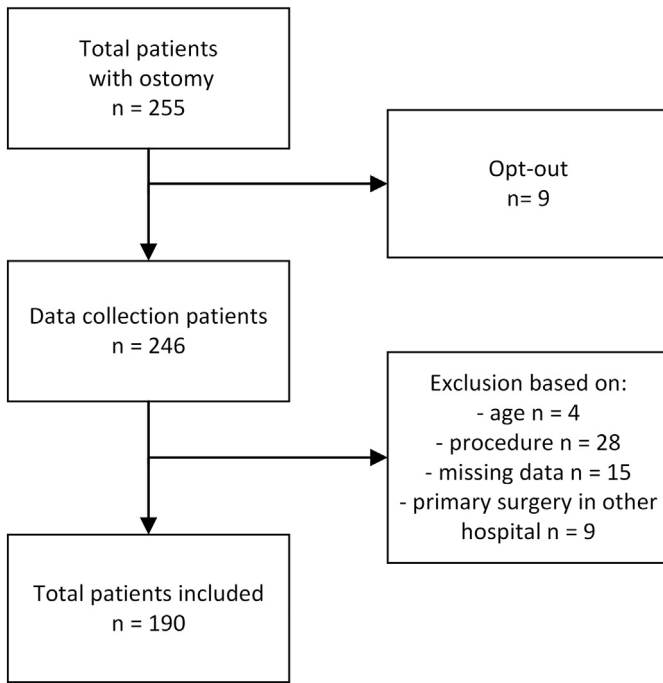 Total patients
with ostomy
n = 255
Opt-out
n= 9
Data collection patients
n = 246
Exclusion based on:
- age n = 4
- procedure n = 28
- missing data n = 15
- primary surgery in other
hospital n = 9
Total patients included
n = 190